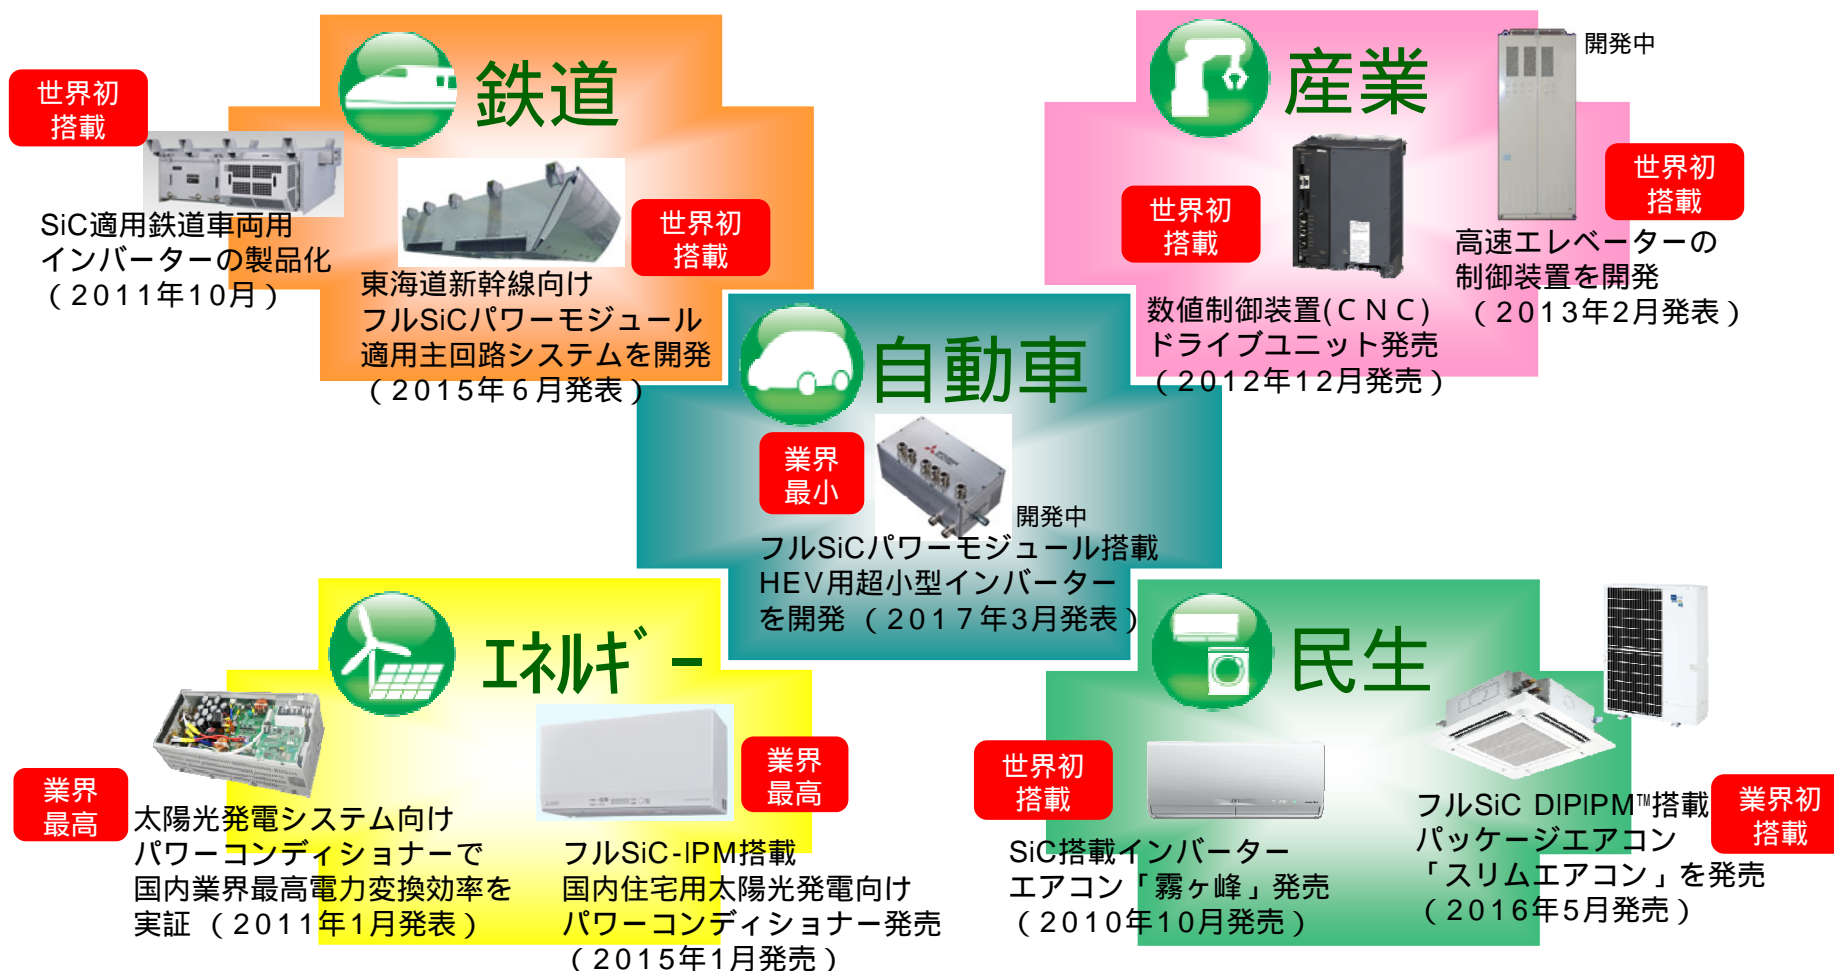 鉄道
世界初
搭載
SiC適用鉄道車両用
インバーターの製品化
（2011年10月）
世界初
搭載
東海道新幹線向け
フルSiCパワーモジュール
適用主回路システムを開発
（2015年６月発表）
産業
開発中
世界初
搭載
数値制御装置(ＣＮＣ)
ドライブユニット発売
（2012年12月発売）
世界初
搭載
高速エレベーターの
制御装置を開発
（2013年2月発表）
自動車
業界
最小
開発中
フルSiCパワーモジュール搭載
HEV用超小型インバーター
を開発（2017年3月発表）
ｴﾈﾙｷﾞｰ
業界
最高
太陽光発電システム向け
パワーコンディショナーで
国内業界最高電力変換効率を
実証（2011年1月発表）
業界
最高
フルSiC-IPM搭載
国内住宅用太陽光発電向け
パワーコンディショナー発売
（2015年1月発売）
民生
世界初
搭載
SiC搭載インバーター
エアコン「霧ヶ峰」発売
（2010年10月発売）
業界初
搭載
フルSiC DIPIPM™搭載
パッケージエアコン
「スリムエアコン」を発売
（2016年5月発売）